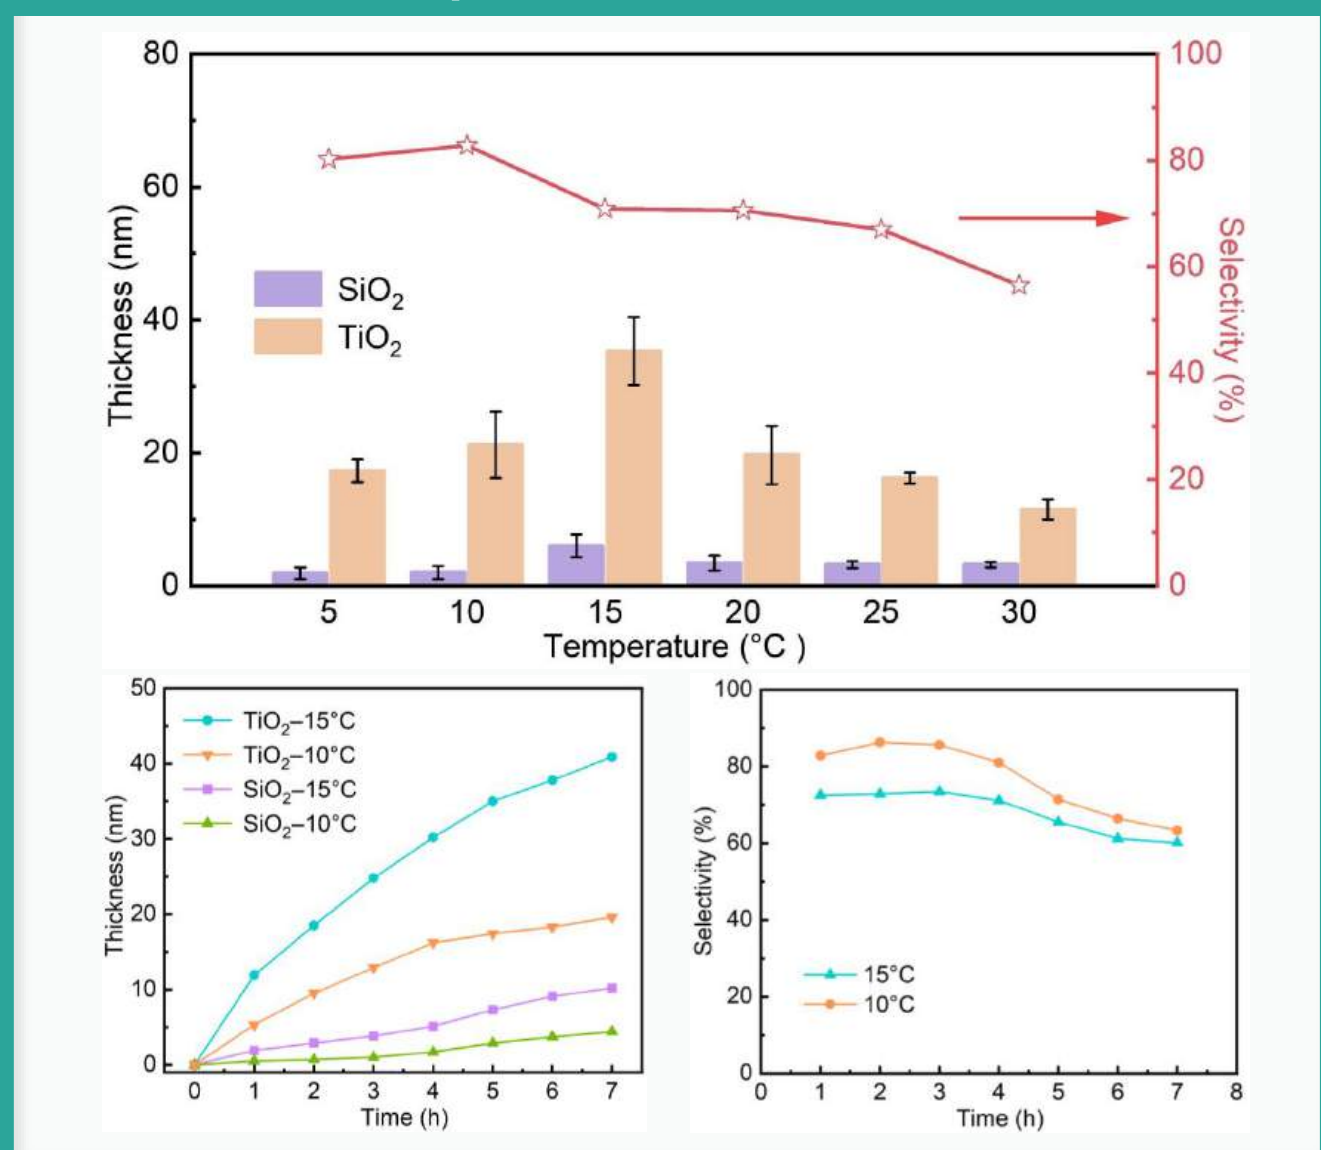 80
60
40
20
0
Thickness (nm)
SiO₂
TiO₂
100
80
60
40
20
0
Selectivity (%)
5 10 15 20 25 30
Temperature (°C )
50
40
30
20
10
0
Thickness (nm)
TiO₂–15°C
TiO₂–10°C
SiO₂–15°C
SiO₂–10°C
0 1 2 3 4 5 6 7
Time (h)
100
80
60
40
20
0
Selectivity (%)
15°C
10°C
0 1 2 3 4 5 6 7 8
Time (h)